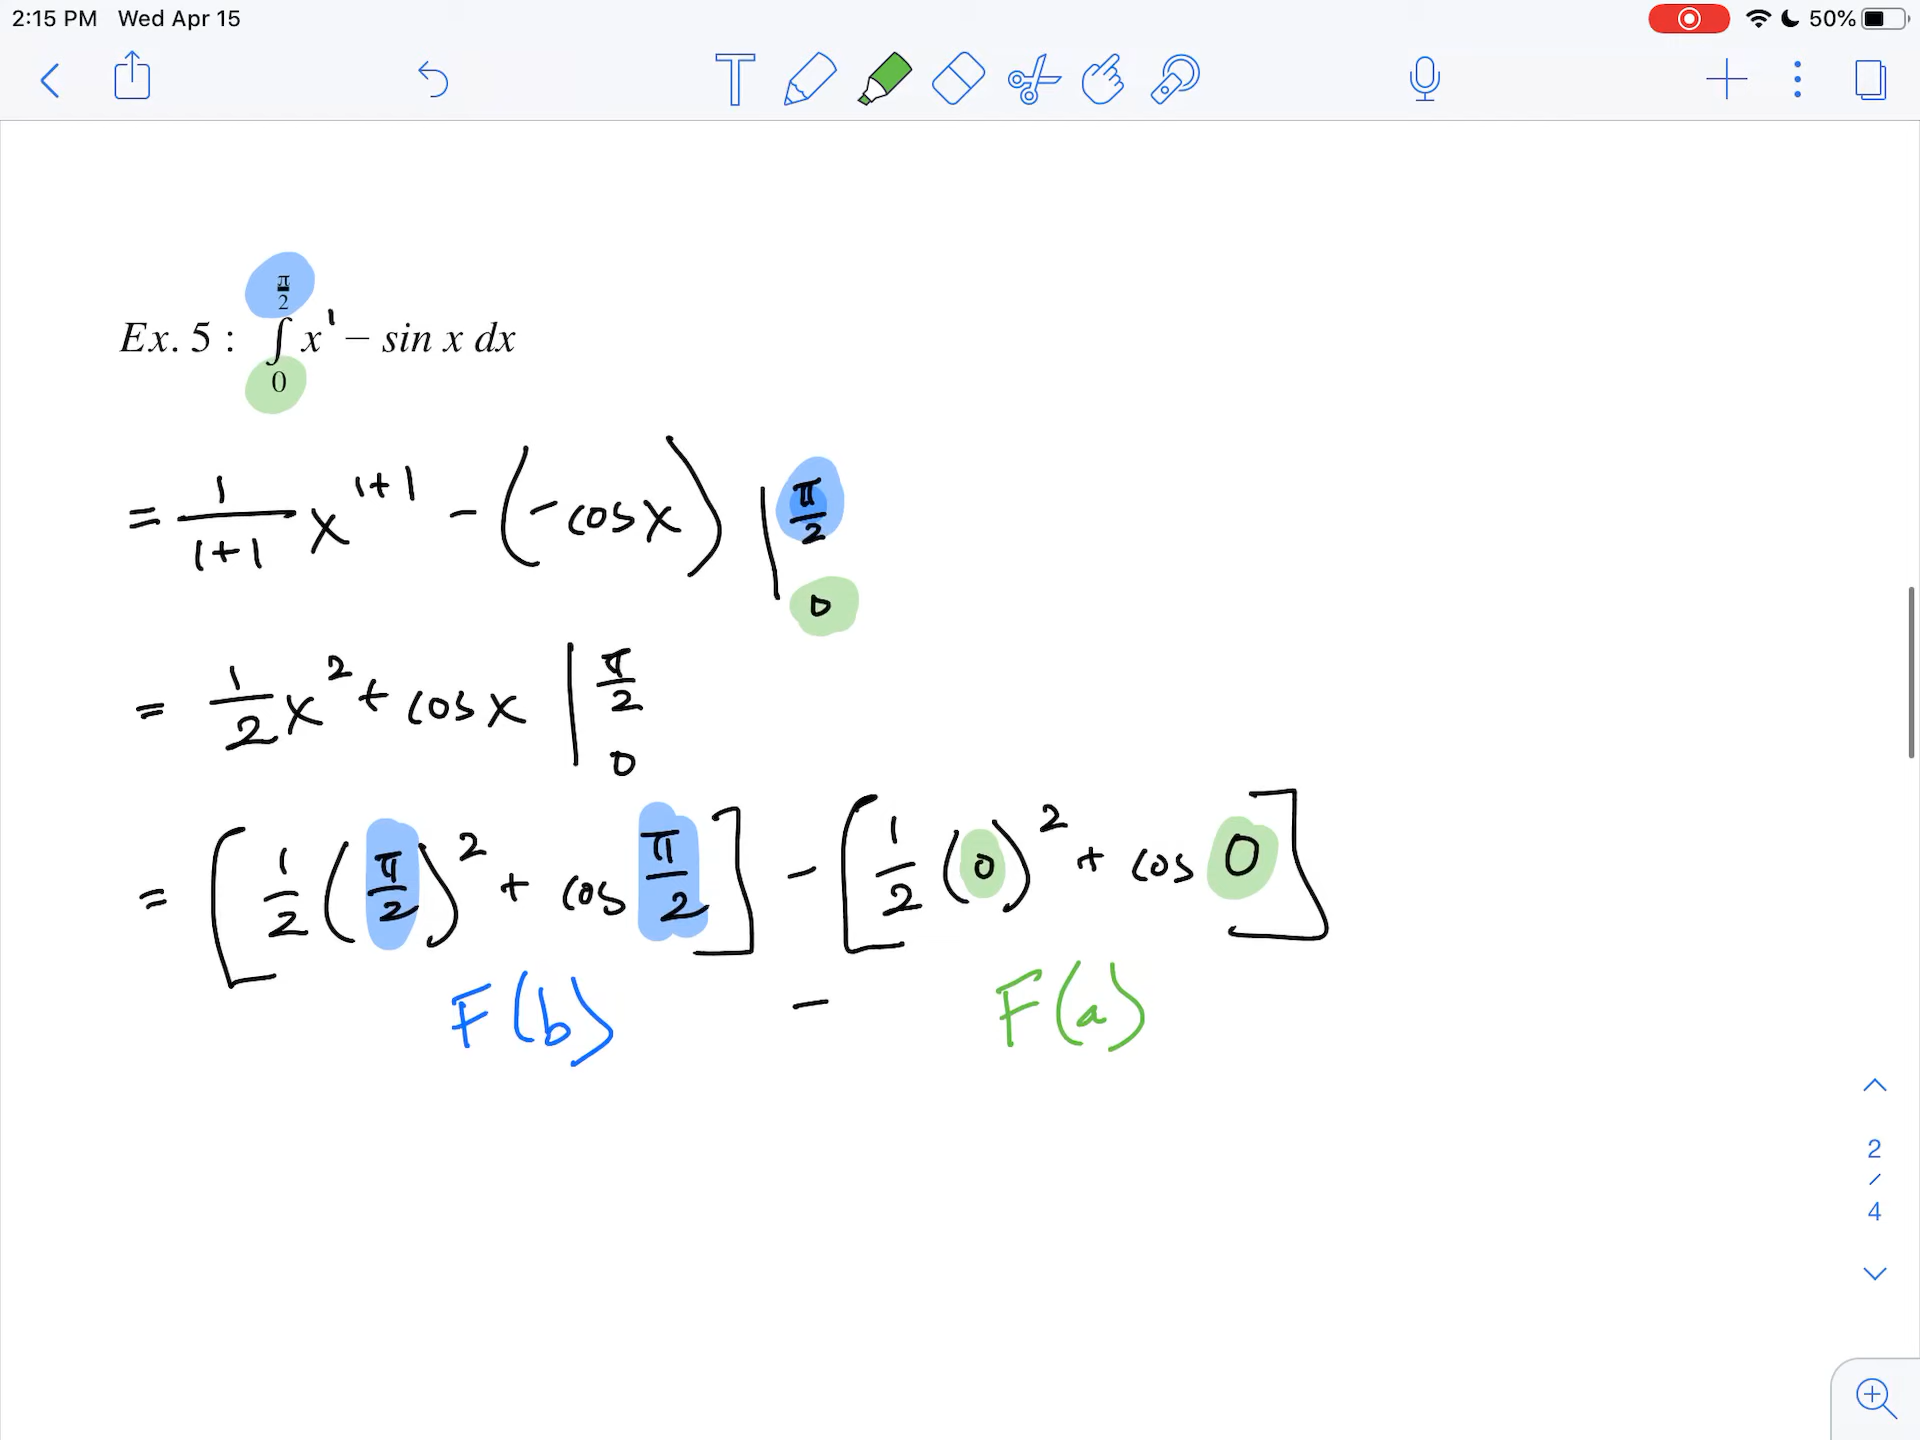 2:15 PM Wed Apr 15 50%
T
Ex. 5 : ∫₀^{π/2} x¹ − sin x dx
= 1/(1+1) x^{1+1} − (−cos x) |₀^{π/2}
= 1/2 x² + cos x |₀^{π/2}
= [1/2 (π/2)² + cos π/2] − [1/2 (0)² + cos 0]
F(b) − F(a)
2
/
4